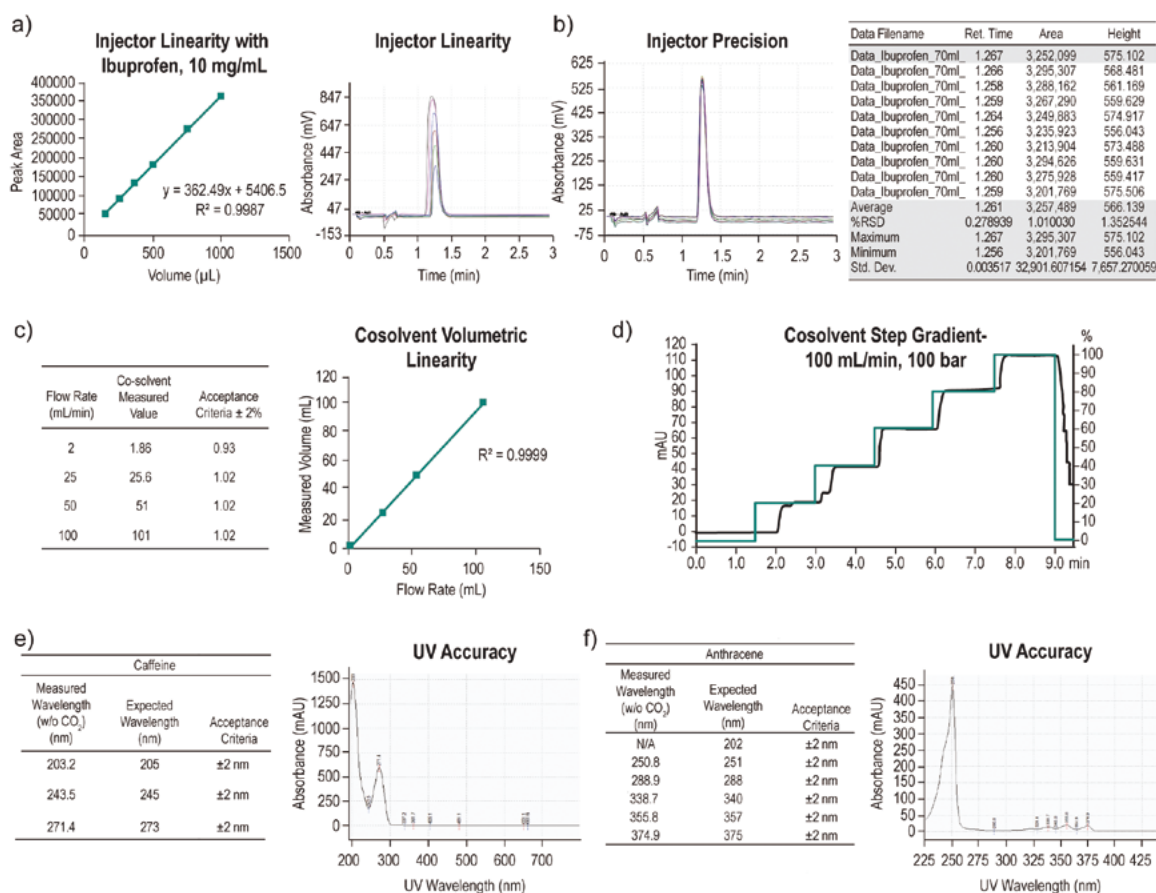 a)
Injector Linearity with
Ibuprofen, 10 mg/mL
Peak Area
400000
350000
300000
250000
200000
150000
100000
50000
0
y = 362.49x + 5406.5
R² = 0.9987
0 500 1000 1500
Volume (µL)
Injector Linearity
Absorbance (mV)
847
647
447
247
47
-153
0 0.5 1 1.5 2 2.5 3
Time (min)
b)
Injector Precision
Absorbance (mV)
625
525
425
325
225
125
25
-75
0 0.5 1 1.5 2 2.5 3
Time (min)
Data Filename Ret. Time Area Height
Data_Ibuprofen_70ml_ 1.267 3,252,099 575.102
Data_Ibuprofen_70ml_ 1.266 3,295,307 568.481
Data_Ibuprofen_70ml_ 1.258 3,288,162 561.169
Data_Ibuprofen_70ml_ 1.259 3,267,290 559.629
Data_Ibuprofen_70ml_ 1.264 3,249,883 574.917
Data_Ibuprofen_70ml_ 1.256 3,235,923 556.043
Data_Ibuprofen_70ml_ 1.260 3,213,904 573.488
Data_Ibuprofen_70ml_ 1.260 3,294,626 559.631
Data_Ibuprofen_70ml_ 1.260 3,275,928 559.417
Data_Ibuprofen_70ml_ 1.259 3,201,769 575.506
Average 1.261 3,257,489 566.139
%RSD 0.278939 1.010030 1.352544
Maximum 1.267 3,295,307 575.102
Minimum 1.256 3,201,769 556.043
Std. Dev. 0.003517 32,901.607154 7,657.270059
c)
Flow Rate
(mL/min)
Co-solvent
Measured
Value
Acceptance
Criteria ± 2%
2 1.86 0.93
25 25.6 1.02
50 51 1.02
100 101 1.02
Cosolvent Volumetric
Linearity
Measured Volume (mL)
120
100
80
60
40
20
0
R² = 0.9999
0 50 100 150
Flow Rate (mL)
d)
Cosolvent Step Gradient-
100 mL/min, 100 bar
mAU
120
110
100
90
80
70
60
50
40
30
20
10
0
-10
%
100
90
80
70
60
50
40
30
20
10
0
0.0 1.0 2.0 3.0 4.0 5.0 6.0 7.0 8.0 9.0 min
e)
Caffeine
Measured
Wavelength
(w/o CO₂)
(nm)
Expected
Wavelength
(nm)
Acceptance
Criteria
203.2 205 ±2 nm
243.5 245 ±2 nm
271.4 273 ±2 nm
UV Accuracy
Absorbance (mAU)
1500
1250
1000
750
500
250
0
200 300 400 500 600 700
UV Wavelength (nm)
f)
Anthracene
Measured
Wavelength
(w/o CO₂)
(nm)
Expected
Wavelength
(nm)
Acceptance
Criteria
N/A 202 ±2 nm
250.8 251 ±2 nm
288.9 288 ±2 nm
338.7 340 ±2 nm
355.8 357 ±2 nm
374.9 375 ±2 nm
UV Accuracy
Absorbance (mAU)
450
400
350
300
250
200
150
100
50
0
225 250 275 300 325 350 375 400 425
UV Wavelength (nm)